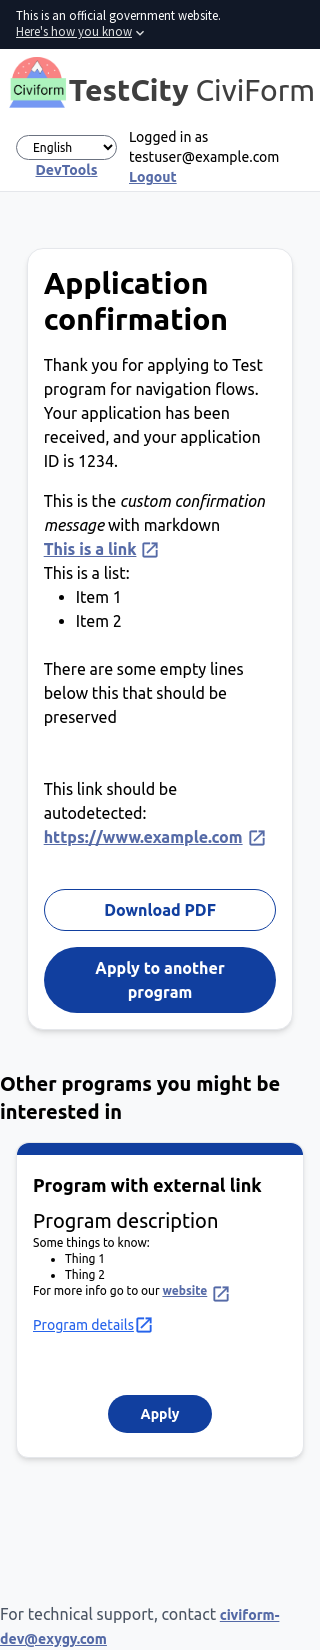 This is an official government website.
Here's how you know
Civiform
TestCity CiviForm
English
DevTools
Logged in as
testuser@example.com
Logout
Application
confirmation
Thank you for applying to Test
program for navigation flows.
Your application has been
received, and your application
ID is 1234.
This is the custom confirmation
message with markdown
This is a link
This is a list:
Item 1
Item 2
There are some empty lines
below this that should be
preserved
This link should be
autodetected:
https://www.example.com
Download PDF
Apply to another
program
Other programs you might be
interested in
Program with external link
Program description
Some things to know:
Thing 1
Thing 2
For more info go to our website
Program details
Apply
For technical support, contact civiform-
dev@exygy.com